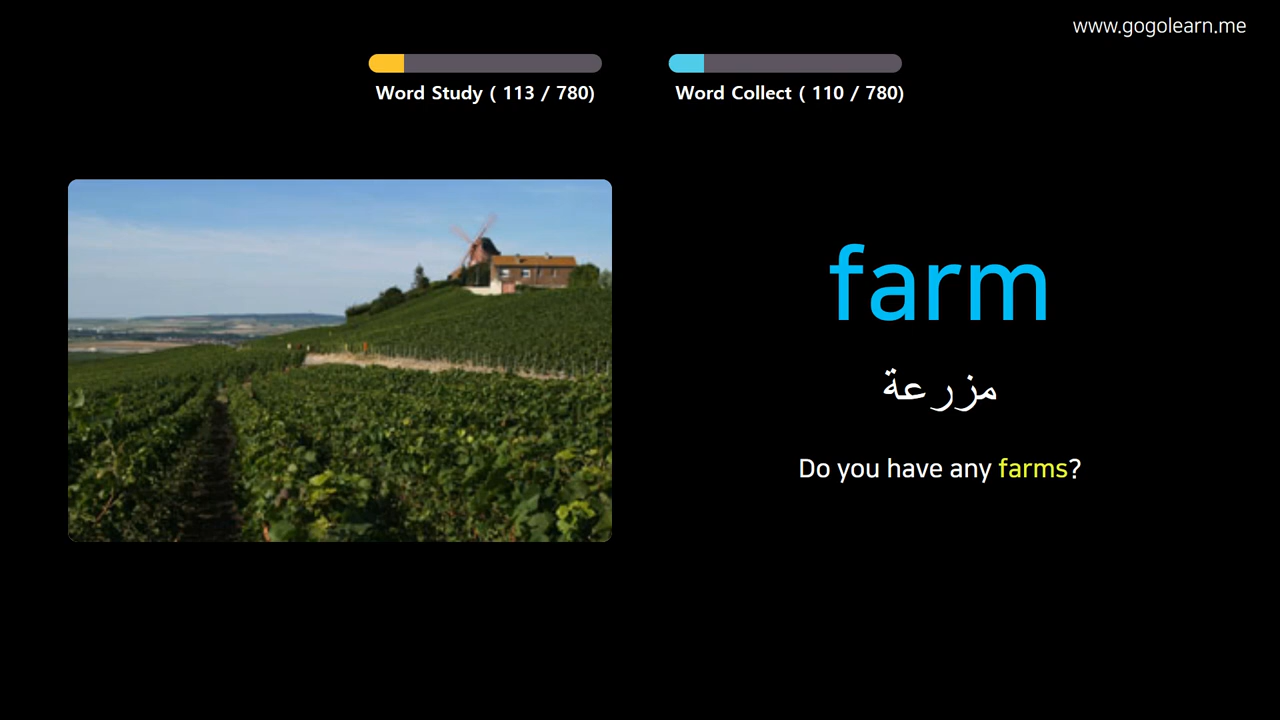 www.gogolearn.me
Word Study ( 113 / 780)
Word Collect ( 110 / 780)
farm
مزرعة
Do you have any farms?